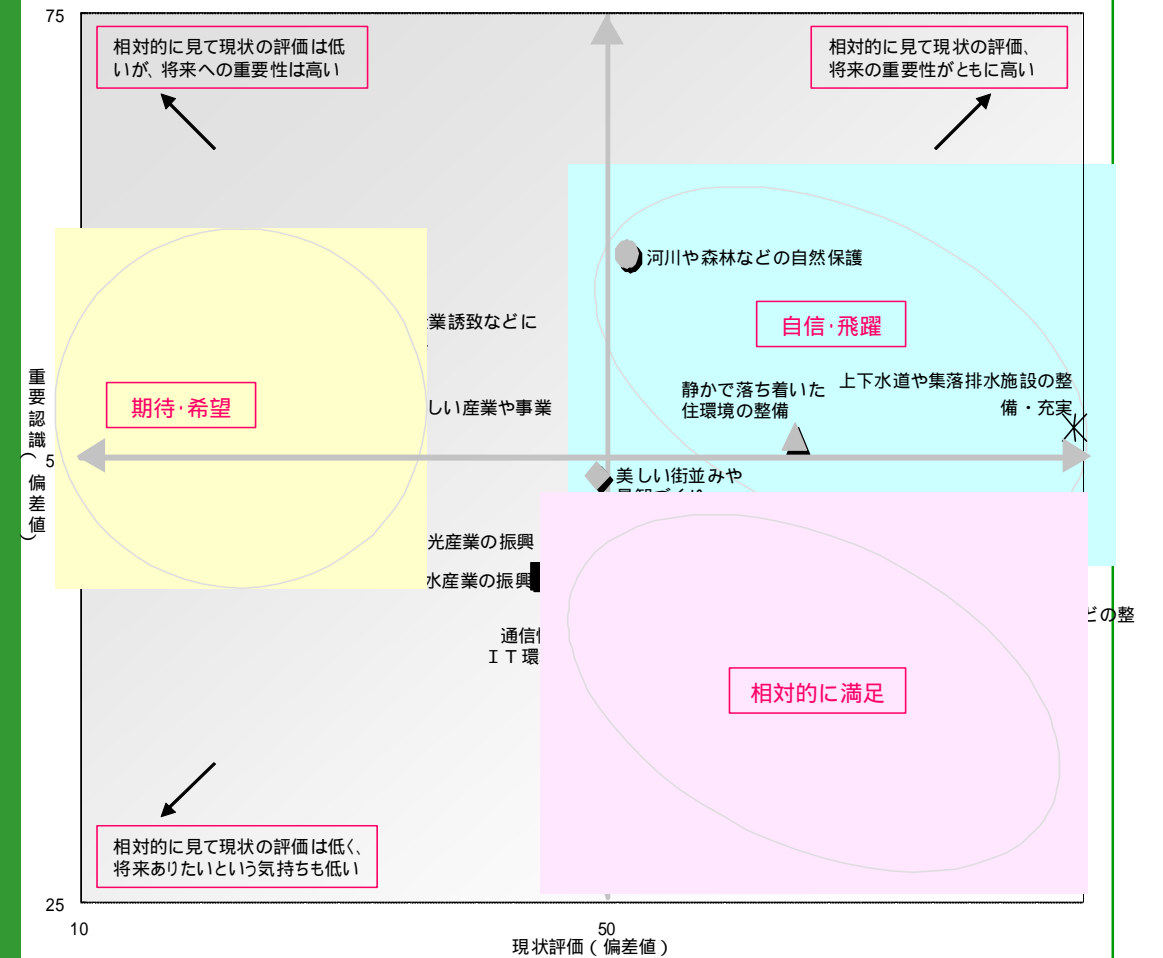 75
相対的に見て現状の評価は低
いが、将来への重要性は高い
相対的に見て現状の評価、
将来の重要性がともに高い
河川や森林などの自然保護
業誘致などに
自信・飛躍
期待・希望
しい産業や事業
静かで落ち着いた
住環境の整備
上下水道や集落排水施設の整
備・充実
重要認識(偏差値)
5
美しい街並みや
光産業の振興
水産業の振興
どの整
通信
ＩＴ環
相対的に満足
相対的に見て現状の評価は低く、
将来ありたいという気持ちも低い
25
10
50
現状評価(偏差値)